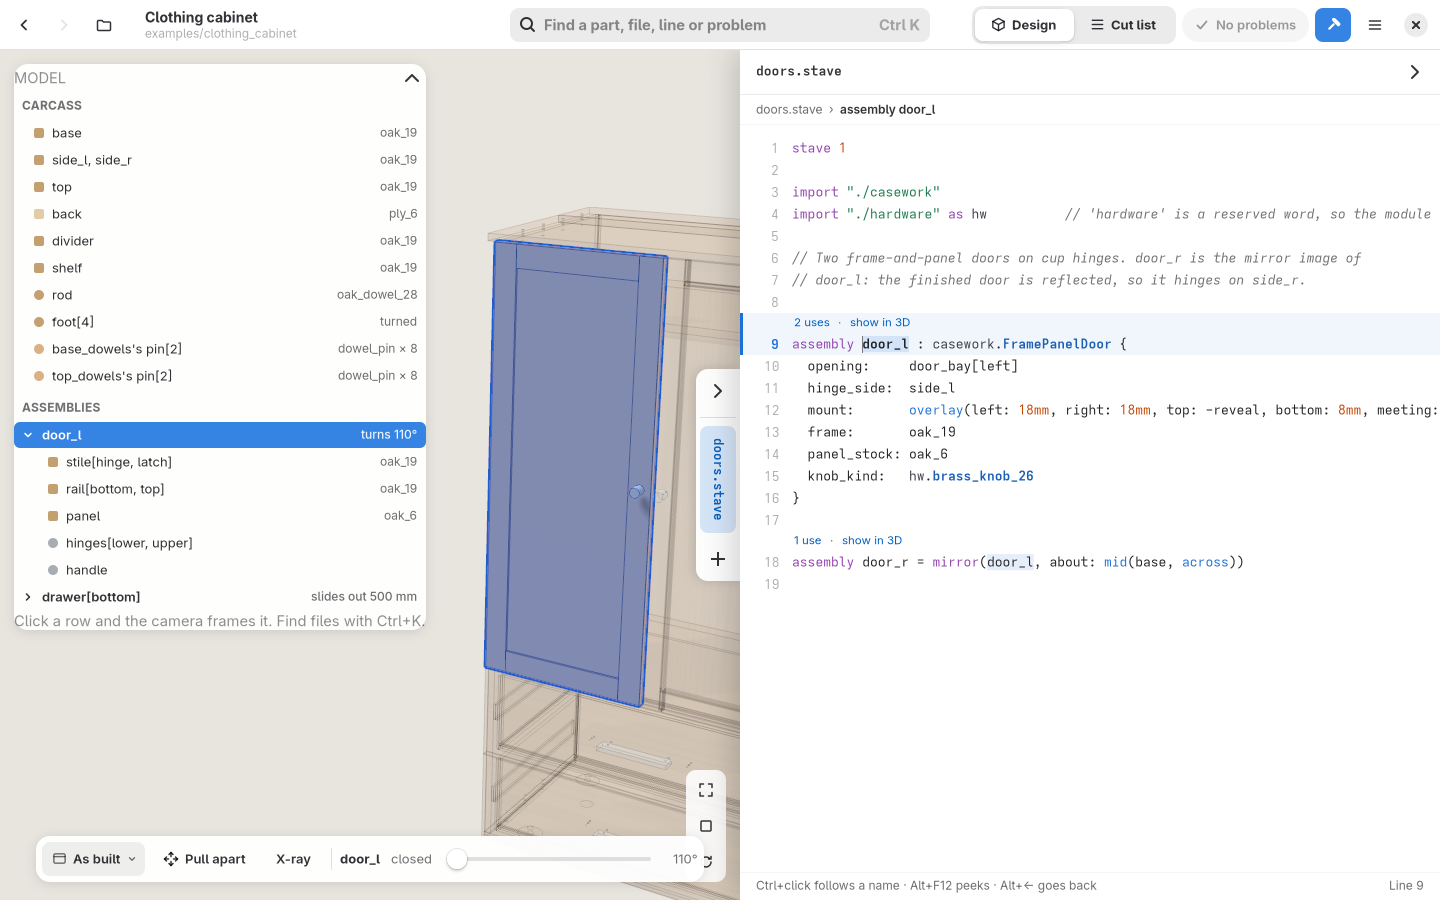 Clothing cabinet
examples/clothing_cabinet
Find a part, file, line or problem
Ctrl K
Design
Cut list
No problems
MODEL
CARCASS
base oak_19
side_l, side_r oak_19
top oak_19
back ply_6
divider oak_19
shelf oak_19
rod oak_dowel_28
foot[4] turned
base_dowels's pin[2] dowel_pin × 8
top_dowels's pin[2] dowel_pin × 8
ASSEMBLIES
door_l turns 110°
stile[hinge, latch] oak_19
rail[bottom, top] oak_19
panel oak_6
hinges[lower, upper]
handle
drawer[bottom] slides out 500 mm
Click a row and the camera frames it. Find files with Ctrl+K.
As built
Pull apart
X-ray
door_l closed
110°
doors.stave
doors.stave
doors.stave › assembly door_l
1 stave 1
2
3 import "./casework"
4 import "./hardware" as hw // 'hardware' is a reserved word, so the module
5
6 // Two frame-and-panel doors on cup hinges. door_r is the mirror image of
7 // door_l: the finished door is reflected, so it hinges on side_r.
8
2 uses · show in 3D
9 assembly door_l : casework.FramePanelDoor {
10 opening: door_bay[left]
11 hinge_side: side_l
12 mount: overlay(left: 18mm, right: 18mm, top: -reveal, bottom: 8mm, meeting:
13 frame: oak_19
14 panel_stock: oak_6
15 knob_kind: hw.brass_knob_26
16 }
17
1 use · show in 3D
18 assembly door_r = mirror(door_l, about: mid(base, across))
19
Ctrl+click follows a name · Alt+F12 peeks · Alt+← goes back
Line 9